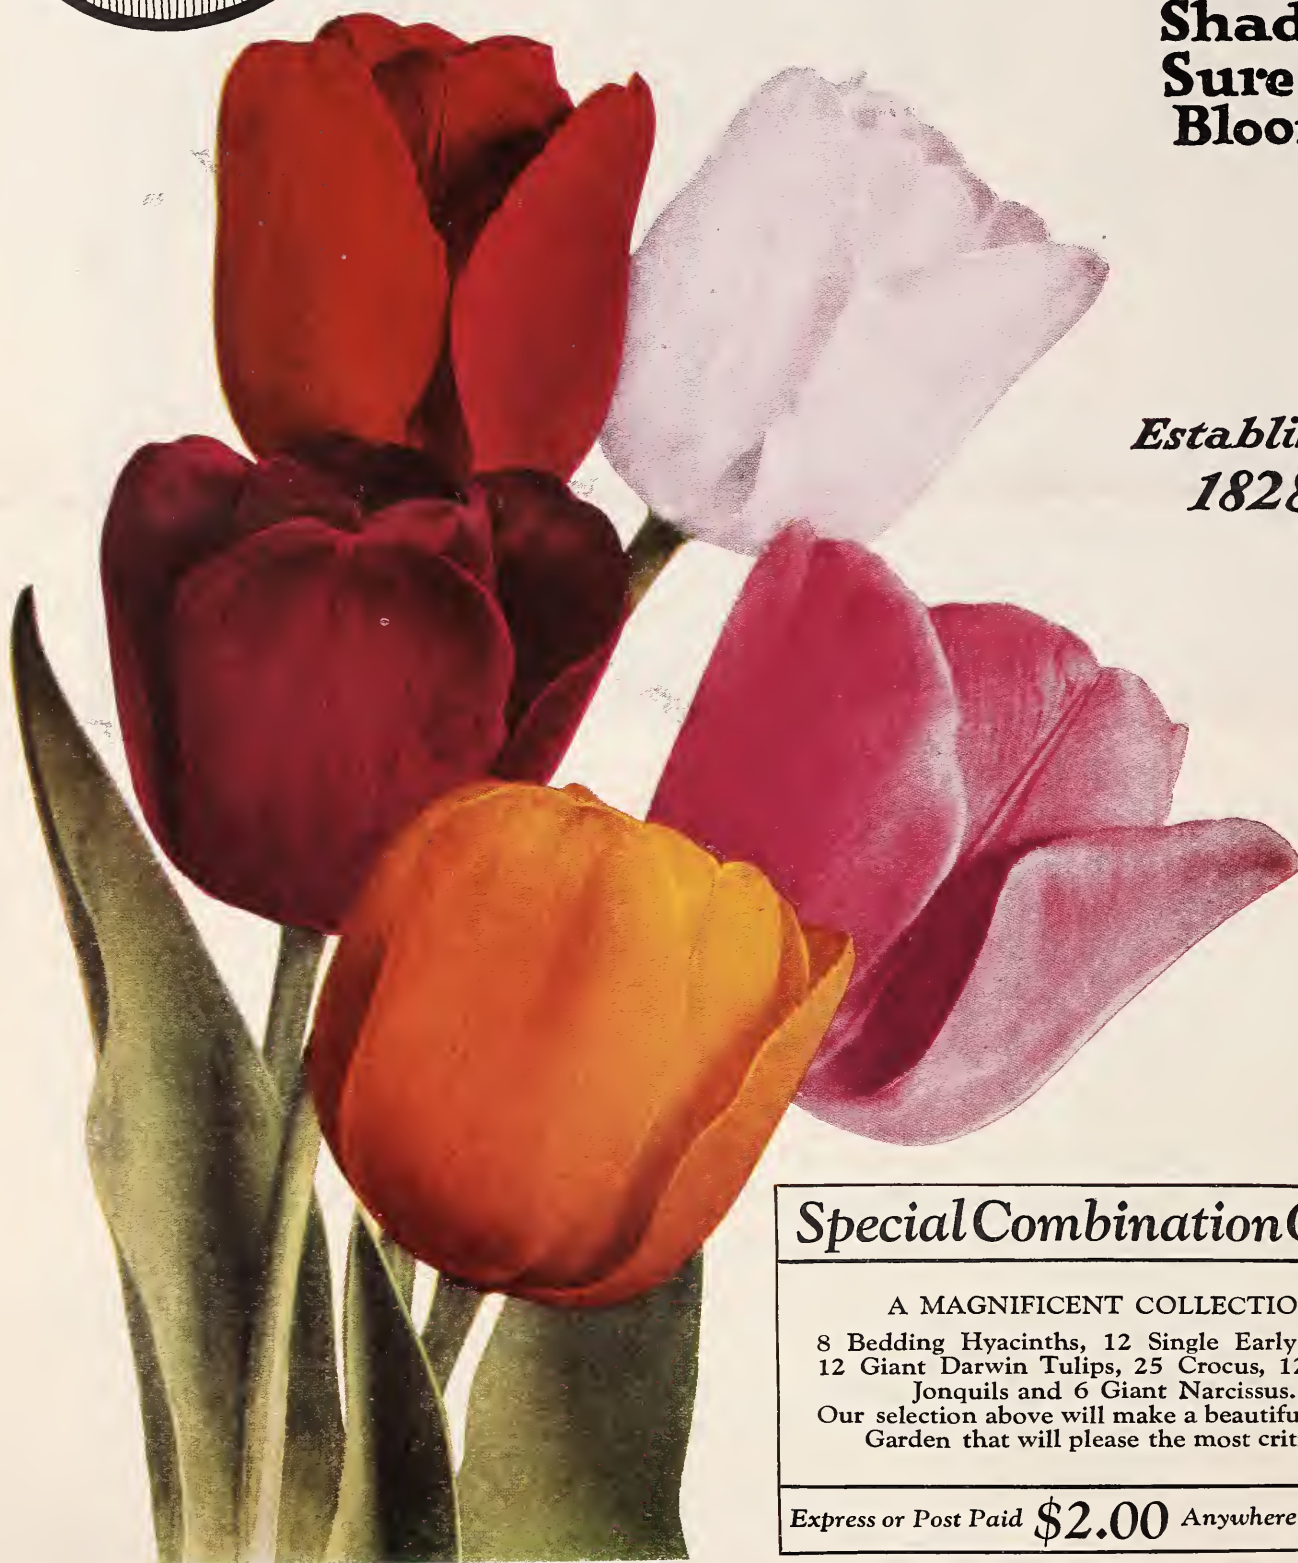 Shad
Sure
Bloo
Establi
1828
Special Combination
A MAGNIFICENT COLLECTIO
8 Bedding Hyacinths, 12 Single Early
12 Giant Darwin Tulips, 25 Crocus, 12
Jonquils and 6 Giant Narcissus.
Our selection above will make a beautifu
Garden that will please the most crit
Express or Post Paid $2.00 Anywhere